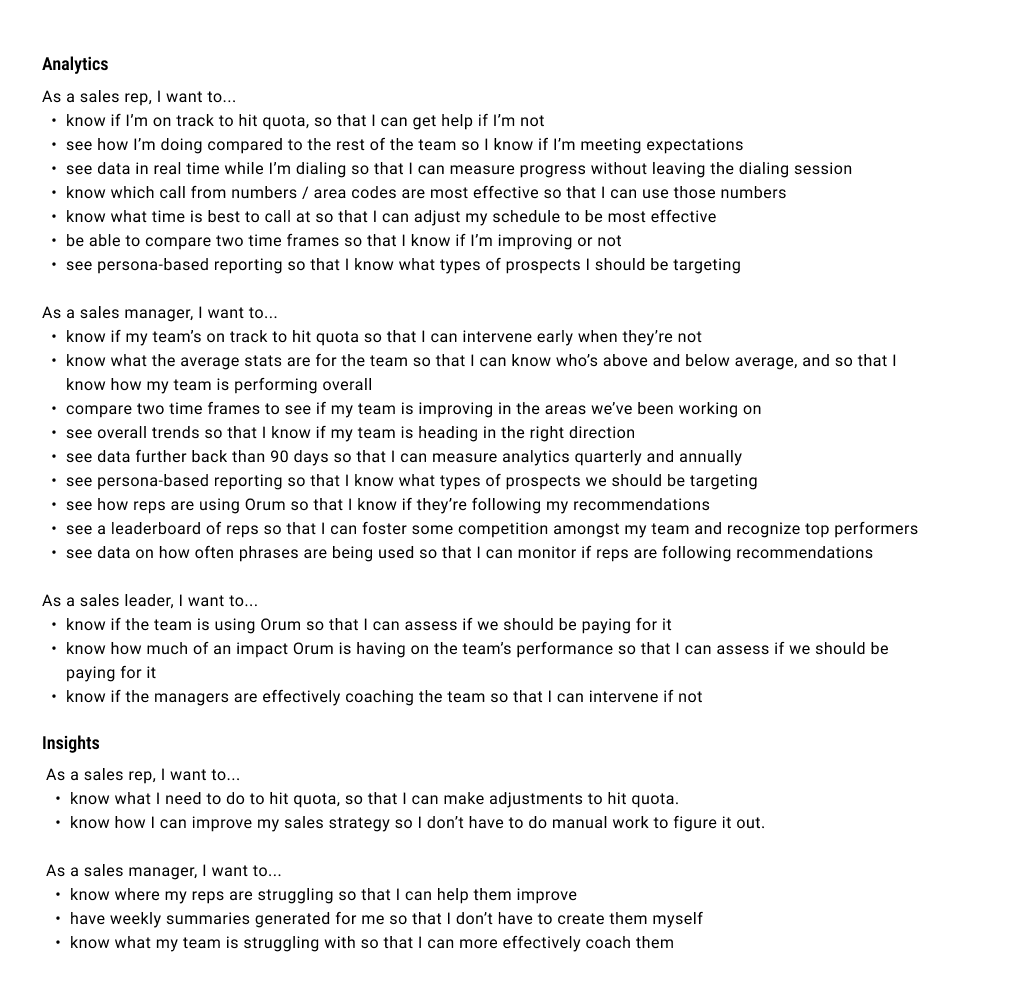 Analytics
As a sales rep, I want to...
• know if I’m on track to hit quota, so that I can get help if I’m not
• see how I’m doing compared to the rest of the team so I know if I’m meeting expectations
• see data in real time while I’m dialing so that I can measure progress without leaving the dialing session
• know which call from numbers / area codes are most effective so that I can use those numbers
• know what time is best to call at so that I can adjust my schedule to be most effective
• be able to compare two time frames so that I know if I’m improving or not
• see persona-based reporting so that I know what types of prospects I should be targeting
As a sales manager, I want to...
• know if my team’s on track to hit quota so that I can intervene early when they’re not
• know what the average stats are for the team so that I can know who’s above and below average, and so that I
know how my team is performing overall
• compare two time frames to see if my team is improving in the areas we’ve been working on
• see overall trends so that I know if my team is heading in the right direction
• see data further back than 90 days so that I can measure analytics quarterly and annually
• see persona-based reporting so that I know what types of prospects we should be targeting
• see how reps are using Orum so that I know if they’re following my recommendations
• see a leaderboard of reps so that I can foster some competition amongst my team and recognize top performers
• see data on how often phrases are being used so that I can monitor if reps are following recommendations
As a sales leader, I want to...
• know if the team is using Orum so that I can assess if we should be paying for it
• know how much of an impact Orum is having on the team’s performance so that I can assess if we should be
paying for it
• know if the managers are effectively coaching the team so that I can intervene if not
Insights
As a sales rep, I want to...
• know what I need to do to hit quota, so that I can make adjustments to hit quota.
• know how I can improve my sales strategy so I don’t have to do manual work to figure it out.
As a sales manager, I want to...
• know where my reps are struggling so that I can help them improve
• have weekly summaries generated for me so that I don’t have to create them myself
• know what my team is struggling with so that I can more effectively coach them